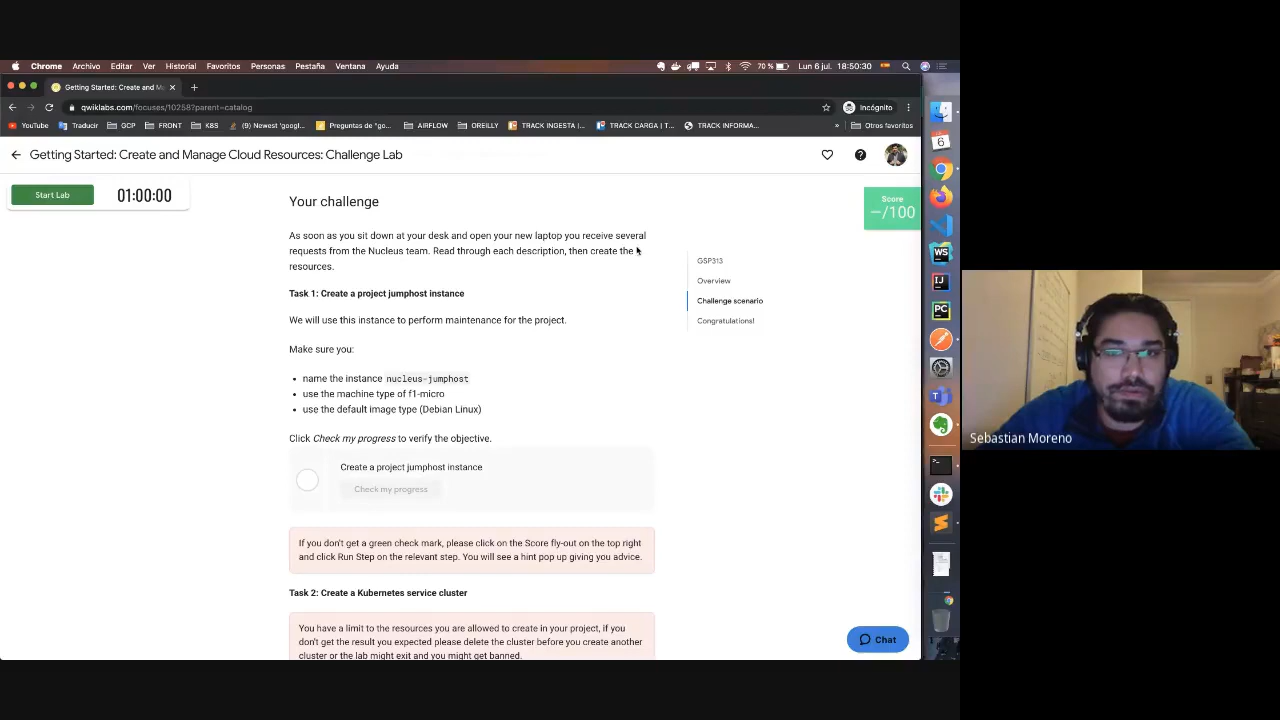 Chrome Archivo Editar Ver Historial Favoritos Personas Pestaña Ventana Ayuda 70 % Lun 6 jul. 18:50:30
Getting Started: Create and M
qwiklabs.com/focuses/10258?parent=catalog Incógnito
YouTube Traducir GCP FRONT K8S (9) Newest 'googl... Preguntas de "go... AIRFLOW OREILLY TRACK INGESTA (... TRACK CARGA ( T... TRACK INFORMA... » Otros favoritos
Getting Started: Create and Manage Cloud Resources: Challenge Lab
Start Lab 01:00:00
Your challenge
Score
–/100
As soon as you sit down at your desk and open your new laptop you receive several
requests from the Nucleus team. Read through each description, then create the
resources.
GSP313
Overview
Challenge scenario
Congratulations!
Task 1: Create a project jumphost instance
We will use this instance to perform maintenance for the project.
Make sure you:
• name the instance nucleus-jumphost
• use the machine type of f1-micro
• use the default image type (Debian Linux)
Click Check my progress to verify the objective.
Create a project jumphost instance
Check my progress
If you don't get a green check mark, please click on the Score fly-out on the top right
and click Run Step on the relevant step. You will see a hint pop up giving you advice.
Task 2: Create a Kubernetes service cluster
You have a limit to the resources you are allowed to create in your project, if you
don't get the result you expected please delete the cluster before you create another
cluster or the lab might exit and you might get banned.
Chat
6
WS
IJ
PC
T
Sebastian Moreno